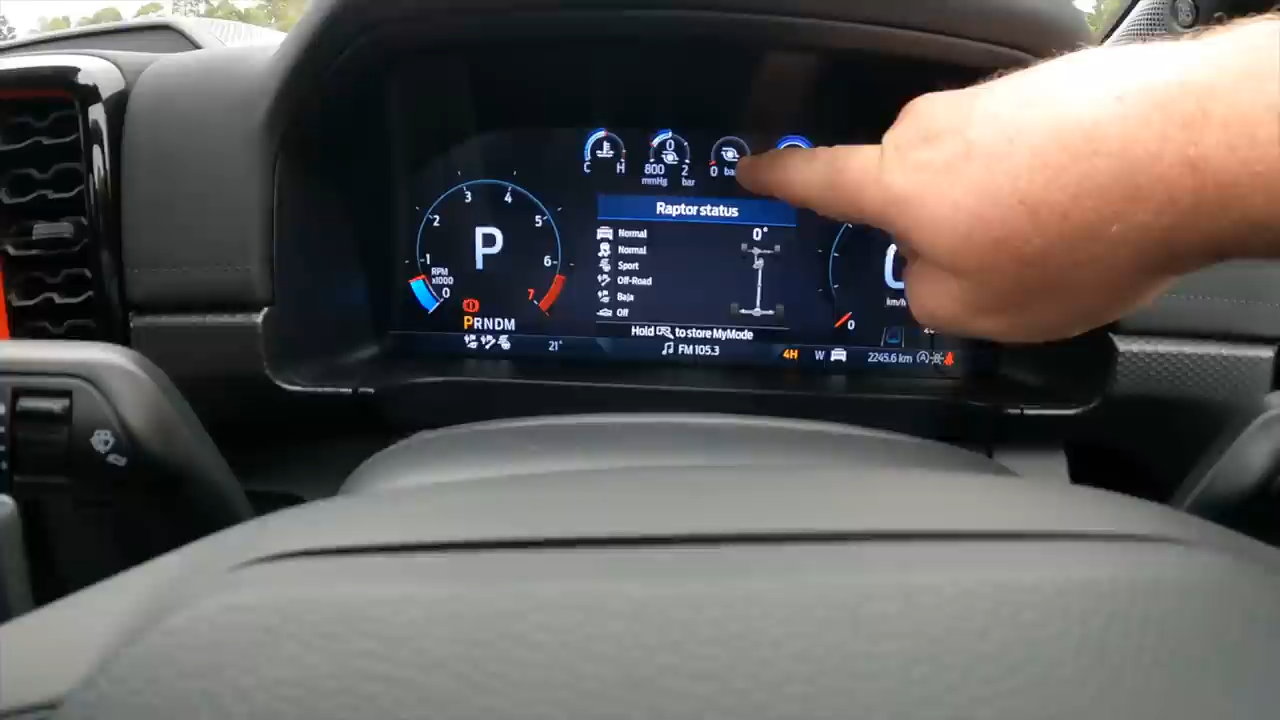 0
C H 800 2 0 ba
mmHg bar
Raptor status
Normal 0°
Normal
Sport
Off-Road
Baja
Off
Hold to store MyMode
FM 105.3
4H W 2245.6 km
21°
3 4
2 5
1 6
RPM
x1000
0 7
P
PRNDM
0
km/h
0